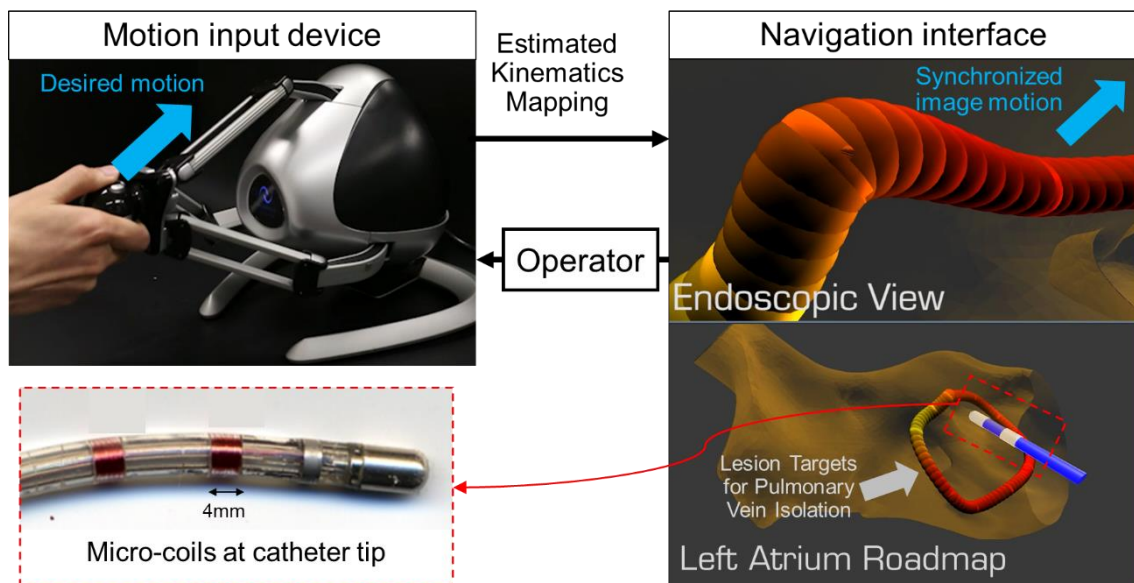 Motion input device
Desired motion
Estimated
Kinematics
Mapping
Operator
Navigation interface
Synchronized
image motion
Endoscopic View
4mm
Micro-coils at catheter tip
Lesion Targets
for Pulmonary
Vein Isolation
Left Atrium Roadmap